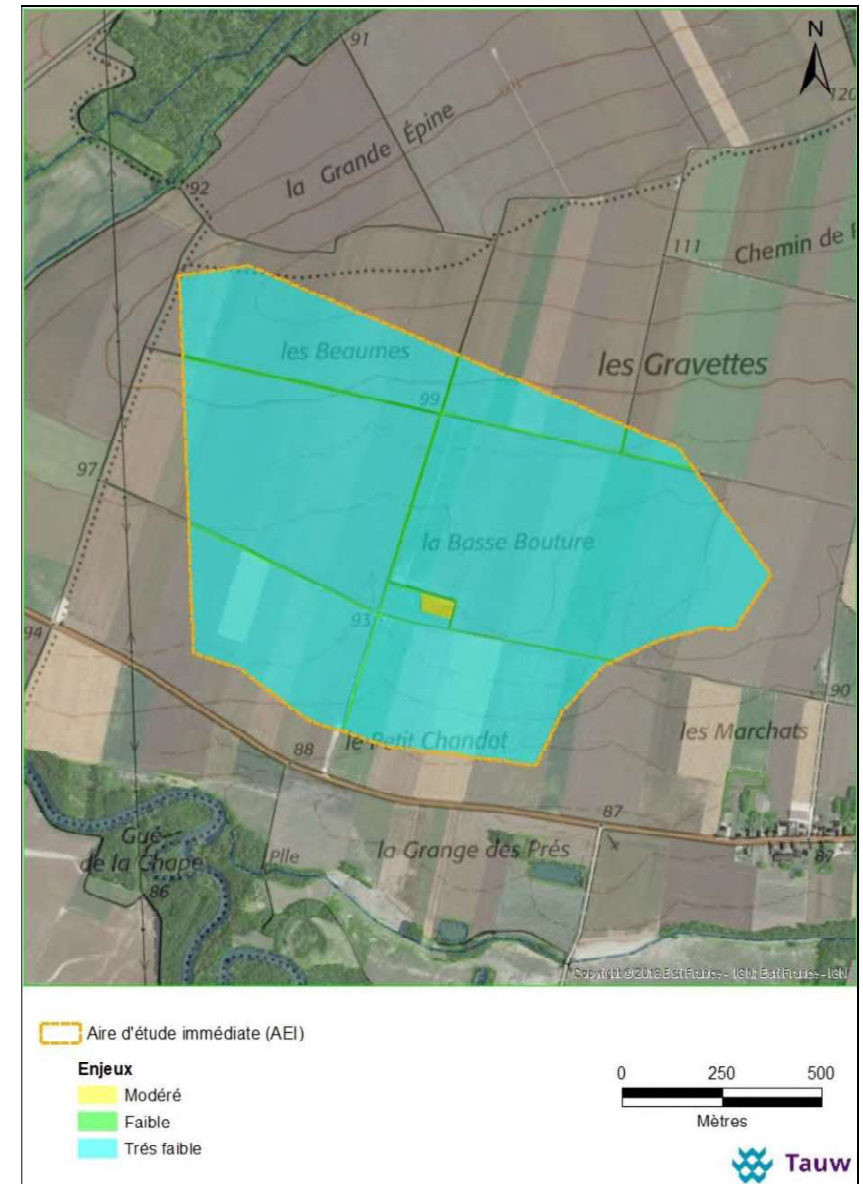 N
91
120
la Grande Épine
92
111
Chemin de
les Beaumes
les Gravettes
99
97
la Basse Bouture
93
94
90
le Petit Chandot
les Marchats
88
87
Gué
de la Chape
Plle
la Grange des Prés
87
86
Aire d'étude immédiate (AEI)
Enjeux
Modéré
Faible
Trés faible
0 250 500
Mètres
Tauw